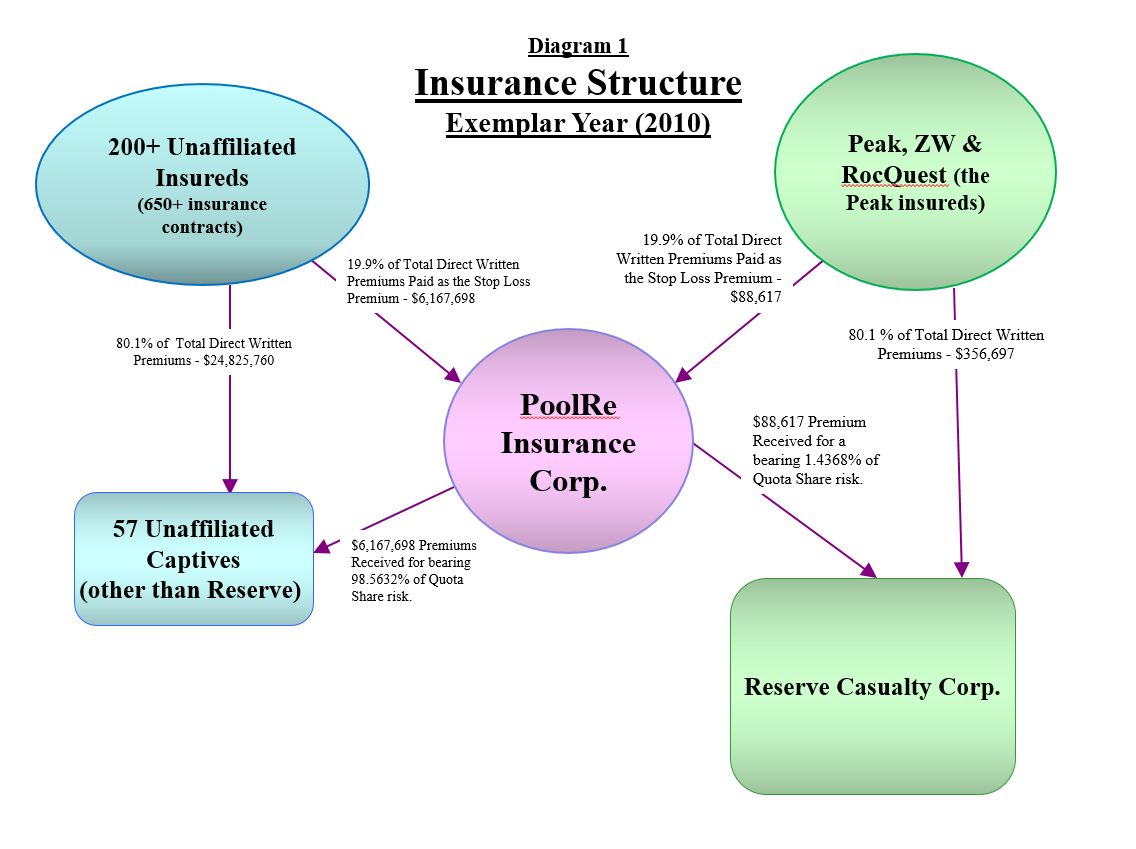 Diagram 1
Insurance Structure
Exemplar Year (2010)
200+ Unaffiliated
Insureds
(650+ insurance
contracts)
Peak, ZW &
RocQuest (the
Peak insureds)
19.9% of Total Direct Written
Premiums Paid as the Stop Loss
Premium - $6,167,698
19.9% of Total Direct
Written Premiums Paid as
the Stop Loss Premium -
$88,617
80.1% of  Total Direct Written
Premiums - $24,825,760
80.1 % of Total Direct Written
Premiums - $356,697
PoolRe
Insurance
Corp.
$88,617 Premium
Received for a
bearing 1.4368% of
Quota Share risk.
57 Unaffiliated
Captives
(other than Reserve)
$6,167,698 Premiums
Received for bearing
98.5632% of Quota
Share risk.
Reserve Casualty Corp.